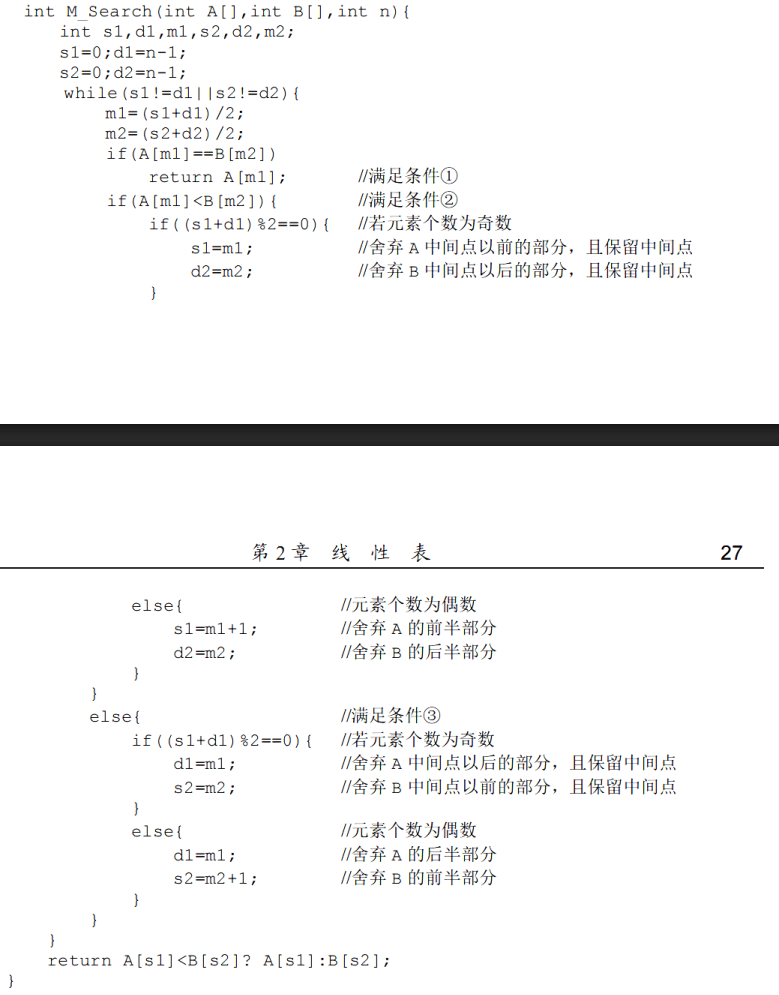 int M_Search(int A[],int B[],int n){
int s1,d1,m1,s2,d2,m2;
s1=0;d1=n-1;
s2=0;d2=n-1;
while(s1!=d1||s2!=d2){
m1=(s1+d1)/2;
m2=(s2+d2)/2;
if(A[m1]==B[m2])
return A[m1]; //满足条件①
if(A[m1]<B[m2]){ //满足条件②
if((s1+d1)%2==0){ //若元素个数为奇数
s1=m1; //舍弃 A 中间点以前的部分，且保留中间点
d2=m2; //舍弃 B 中间点以后的部分，且保留中间点
}
第 2 章 线 性 表 27
else{ //元素个数为偶数
s1=m1+1; //舍弃 A 的前半部分
d2=m2; //舍弃 B 的后半部分
}
}
else{ //满足条件③
if((s1+d1)%2==0){ //若元素个数为奇数
d1=m1; //舍弃 A 中间点以后的部分，且保留中间点
s2=m2; //舍弃 B 中间点以前的部分，且保留中间点
}
else{ //元素个数为偶数
d1=m1; //舍弃 A 的后半部分
s2=m2+1; //舍弃 B 的前半部分
}
}
}
return A[s1]<B[s2]? A[s1]:B[s2];
}